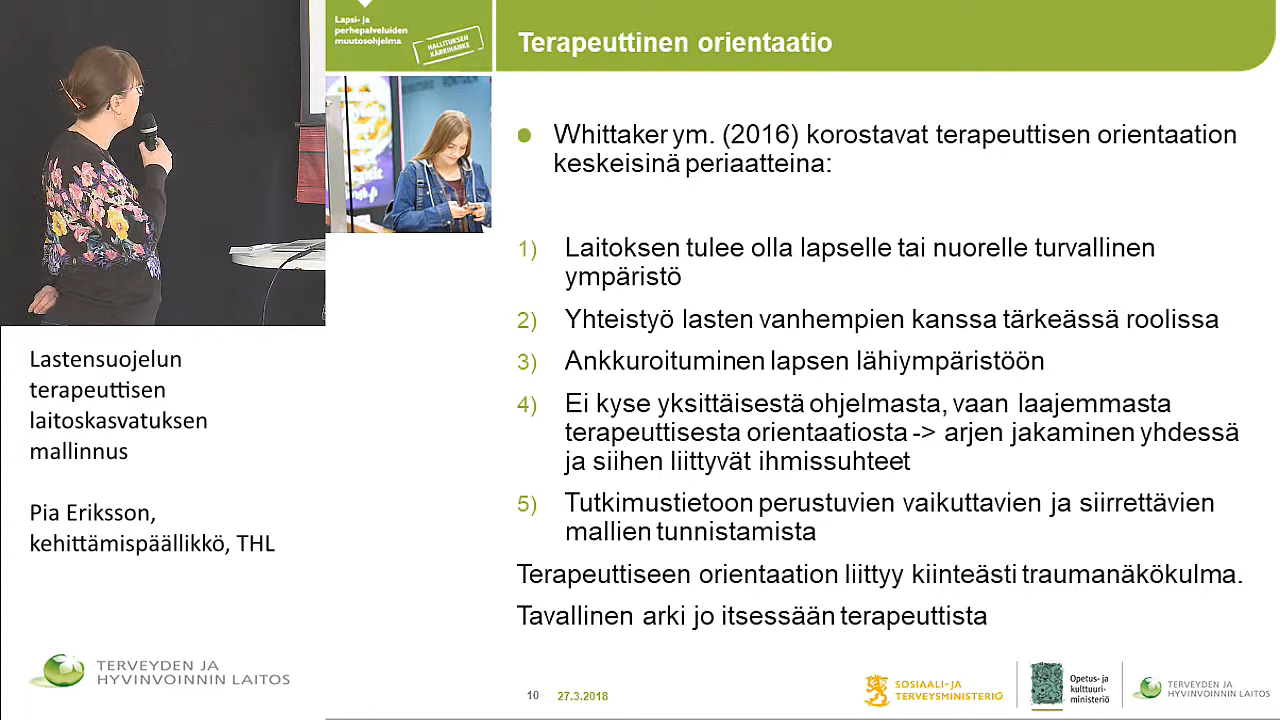 Lapsi- ja
perhepalveluiden
muutosohjelma
HALLITUKSEN
KÄRKIHANKE
Terapeuttinen orientaatio
Whittaker ym. (2016) korostavat terapeuttisen orientaation
keskeisinä periaatteina:
1) Laitoksen tulee olla lapselle tai nuorelle turvallinen
ympäristö
2) Yhteistyö lasten vanhempien kanssa tärkeässä roolissa
3) Ankkuroituminen lapsen lähiympäristöön
4) Ei kyse yksittäisestä ohjelmasta, vaan laajemmasta
terapeuttisesta orientaatiosta -> arjen jakaminen yhdessä
ja siihen liittyvät ihmissuhteet
5) Tutkimustietoon perustuvien vaikuttavien ja siirrettävien
mallien tunnistamista
Terapeuttiseen orientaation liittyy kiinteästi traumanäkökulma.
Tavallinen arki jo itsessään terapeuttista
Lastensuojelun
terapeuttisen
laitoskasvatuksen
mallinnus
Pia Eriksson,
kehittämispäällikkö, THL
TERVEYDEN JA
HYVINVOINNIN LAITOS
10 27.3.2018
SOSIAALI- JA
TERVEYSMINISTERIÖ
Opetus- ja
kulttuuri-
ministeriö
TERVEYDEN JA
HYVINVOINNIN LAITOS